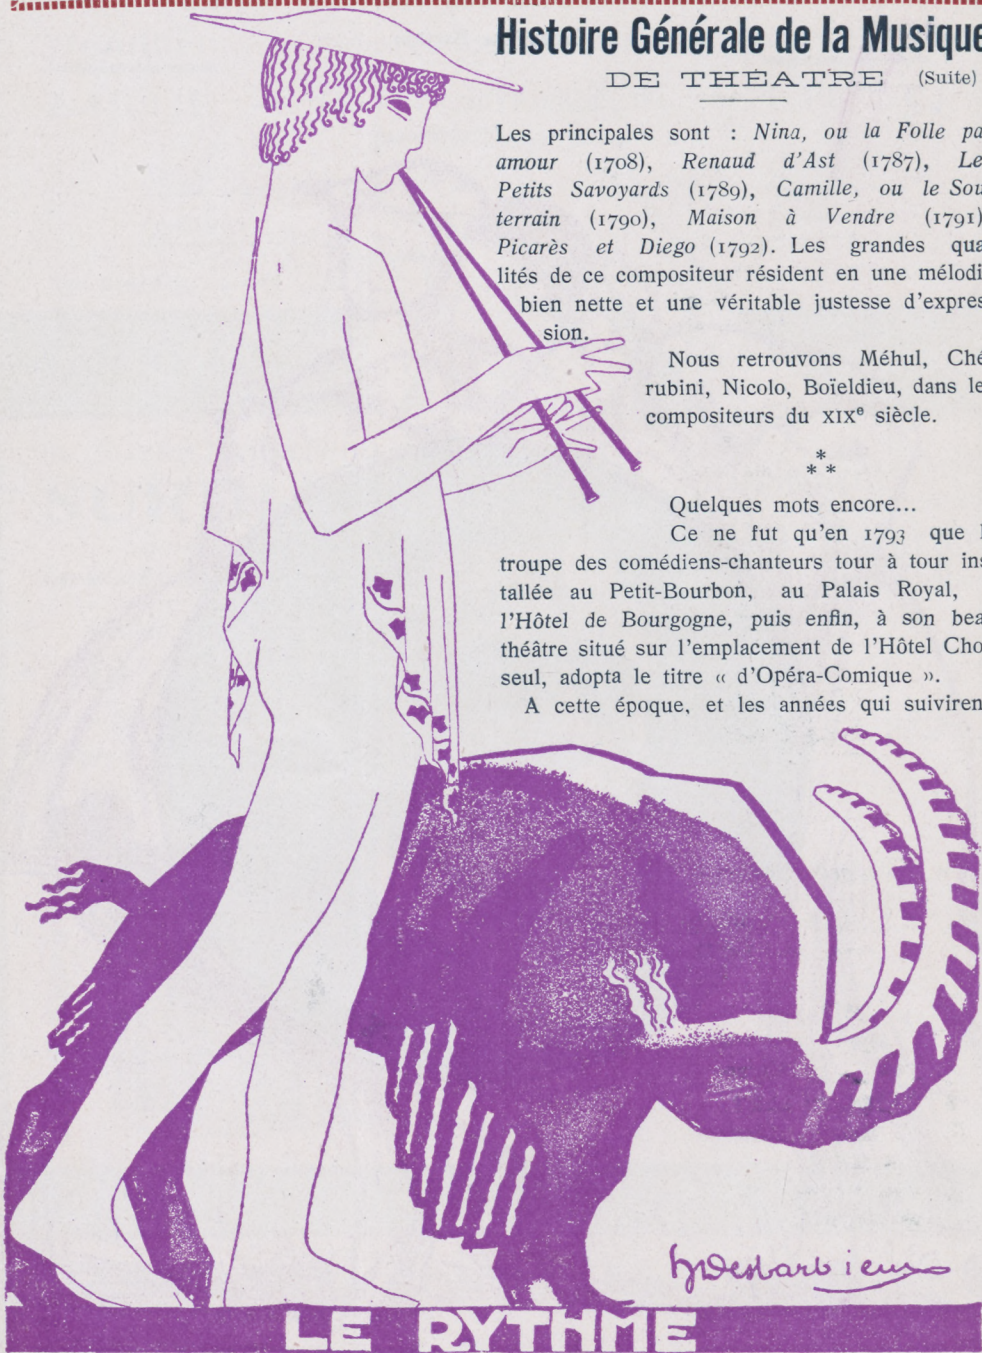 Histoire Générale de la Musique
DE THÉATRE (Suite)
Les principales sont : Nina, ou la Folle pa
amour (1708), Renaud d'Ast (1787), Le
Petits Savoyards (1789), Camille, ou le Sou
terrain (1790), Maison à Vendre (1791)
Picarès et Diego (1792). Les grandes qua
lités de ce compositeur résident en une mélodi
bien nette et une véritable justesse d'expres
sion.
Nous retrouvons Méhul, Ché
rubini, Nicolo, Boïeldieu, dans le
compositeurs du XIXe siècle.
*
* *
Quelques mots encore...
Ce ne fut qu'en 1793 que l
troupe des comédiens-chanteurs tour à tour ins
tallée au Petit-Bourbon, au Palais Royal,
l'Hôtel de Bourgogne, puis enfin, à son bea
théâtre situé sur l'emplacement de l'Hôtel Cho
seul, adopta le titre « d'Opéra-Comique ».
A cette époque, et les années qui suiviren
LE RYTHME